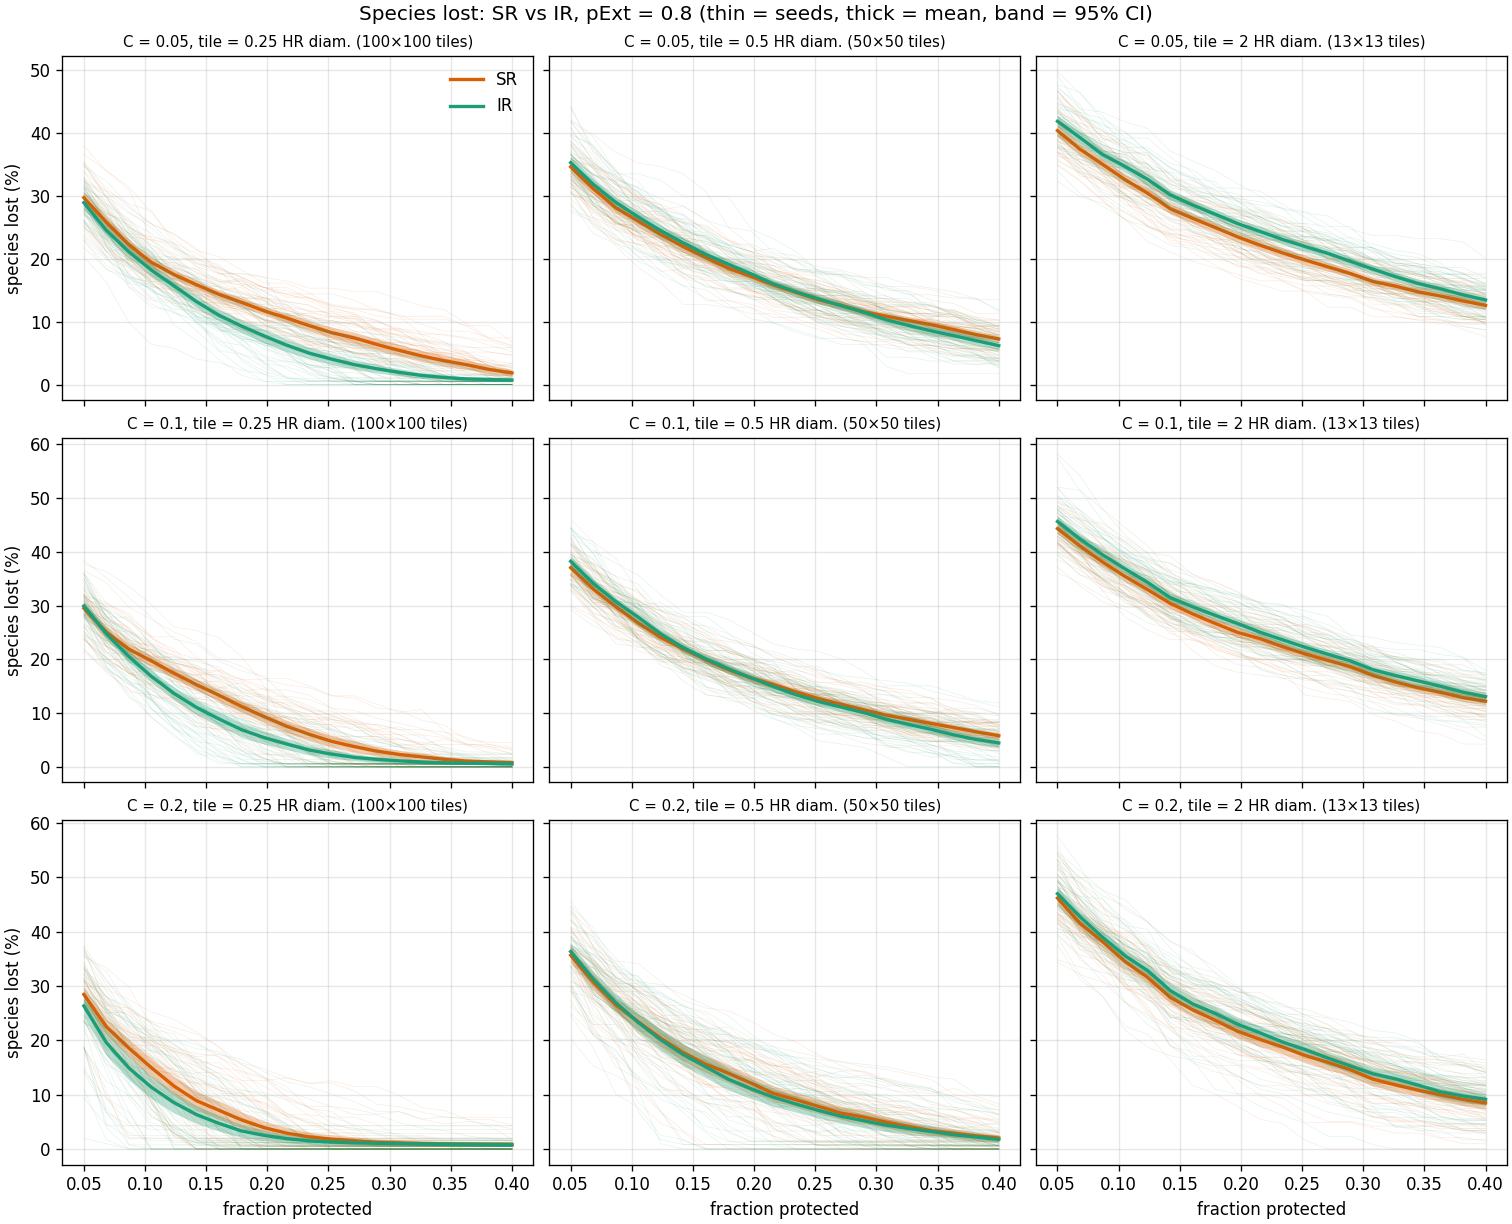 Species lost: SR vs IR, pExt = 0.8 (thin = seeds, thick = mean, band = 95% CI)
C = 0.05, tile = 0.25 HR diam. (100×100 tiles)
C = 0.05, tile = 0.5 HR diam. (50×50 tiles)
C = 0.05, tile = 2 HR diam. (13×13 tiles)
SR
IR
50
40
30
20
10
0
species lost (%)
C = 0.1, tile = 0.25 HR diam. (100×100 tiles)
C = 0.1, tile = 0.5 HR diam. (50×50 tiles)
C = 0.1, tile = 2 HR diam. (13×13 tiles)
60
50
40
30
20
10
0
species lost (%)
C = 0.2, tile = 0.25 HR diam. (100×100 tiles)
C = 0.2, tile = 0.5 HR diam. (50×50 tiles)
C = 0.2, tile = 2 HR diam. (13×13 tiles)
60
50
40
30
20
10
0
species lost (%)
0.05 0.10 0.15 0.20 0.25 0.30 0.35 0.40
0.05 0.10 0.15 0.20 0.25 0.30 0.35 0.40
0.05 0.10 0.15 0.20 0.25 0.30 0.35 0.40
fraction protected
fraction protected
fraction protected